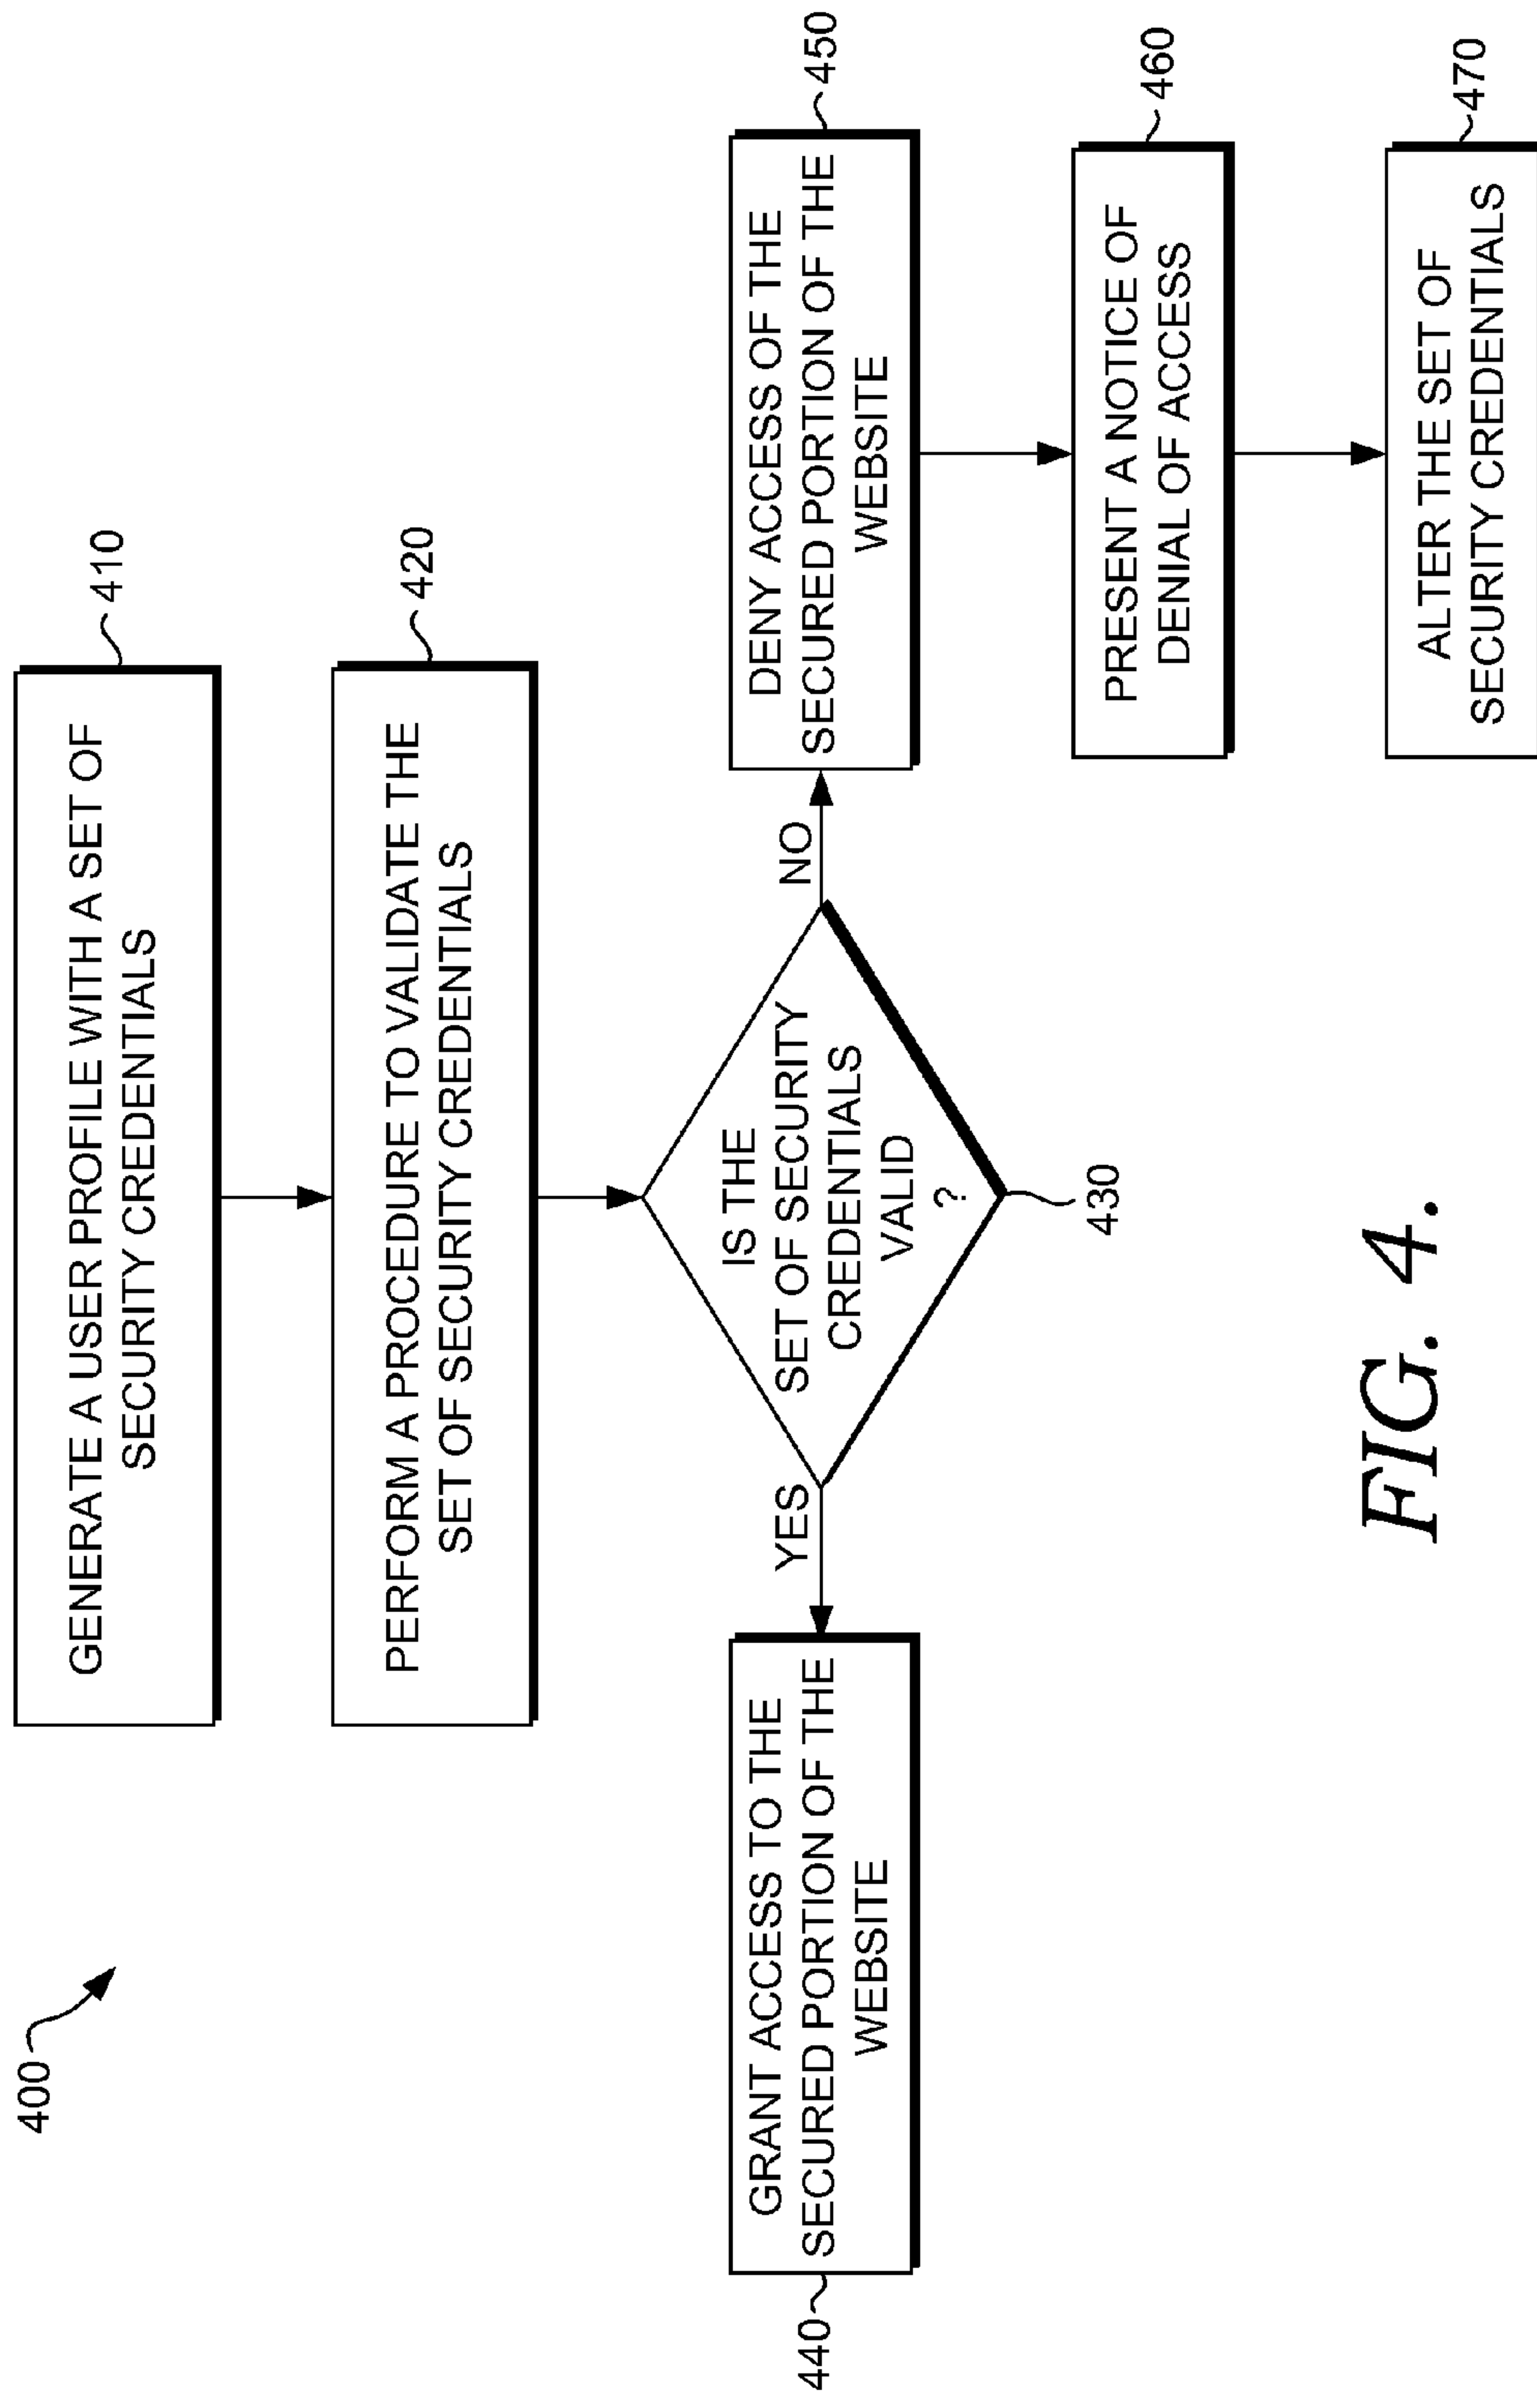 400
GENERATE A USER PROFILE WITH A SET OF
SECURITY CREDENTIALS
410
PERFORM A PROCEDURE TO VALIDATE THE
SET OF SECURITY CREDENTIALS
420
IS THE
SET OF SECURITY
CREDENTIALS
VALID
?
430
YES
NO
GRANT ACCESS TO THE
SECURED PORTION OF THE
WEBSITE
440
DENY ACCESS OF THE
SECURED PORTION OF THE
WEBSITE
450
PRESENT A NOTICE OF
DENIAL OF ACCESS
460
ALTER THE SET OF
SECURITY CREDENTIALS
470
FIG. 4.